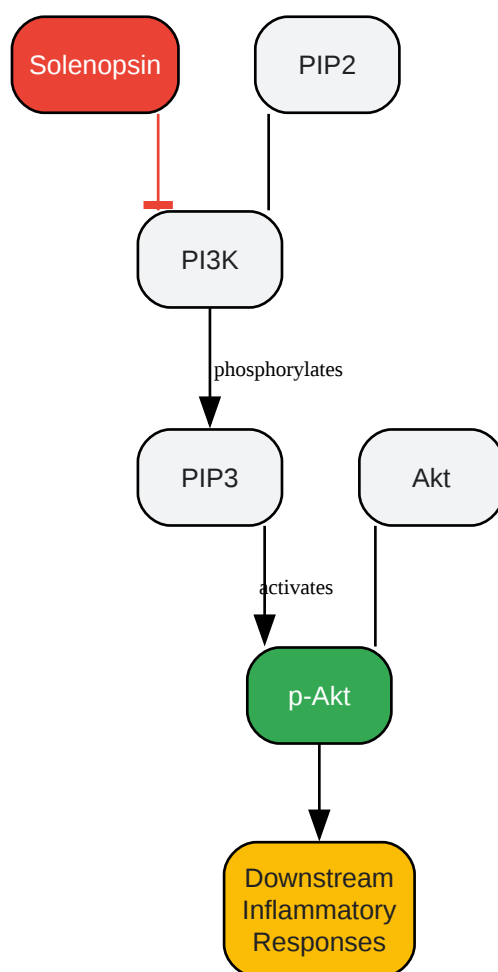 Solenopsin
PIP2
PI3K
phosphorylates
PIP3
Akt
activates
p-Akt
Downstream
Inflammatory
Responses